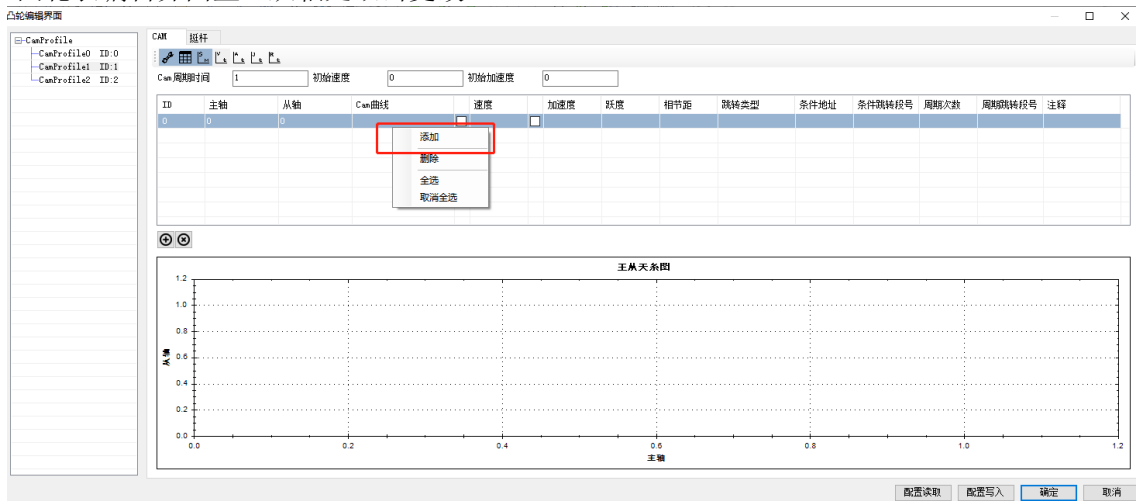 凸轮编辑界面
CamProfile
CamProfile0 ID:0
CamProfile1 ID:1
CamProfile2 ID:2
CAM 挺杆
Cam周期时间 1 初始速度 0 初始加速度 0
ID 主轴 从轴 Cam曲线 速度 加速度 跃度 相节距 跳转类型 条件地址 条件跳转段号 周期次数 周期跳转段号 注释
0 0 0
添加
删除
全选
取消全选
主从关系图
从轴
1.2
1.0
0.8
0.6
0.4
0.2
0.0
0.0 0.2 0.4 0.6 0.8 1.0 1.2
主轴
配置读取 配置写入 确定 取消